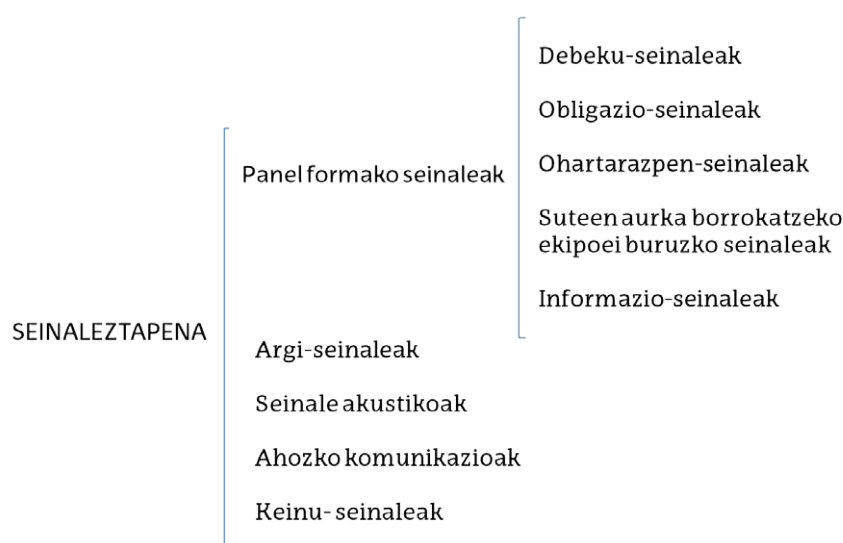 SEINALEZTAPENA
Panel formako seinaleak
Debeku-seinaleak
Obligazio-seinaleak
Ohartarazpen-seinaleak
Suteen aurka borrokatzeko
ekipoei buruzko seinaleak
Informazio-seinaleak
Argi-seinaleak
Seinale akustikoak
Ahozko komunikazioak
Keinu- seinaleak